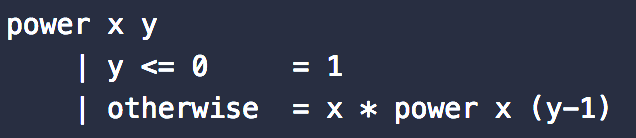 power x y
    | y <= 0     = 1
    | otherwise  = x * power x (y-1)